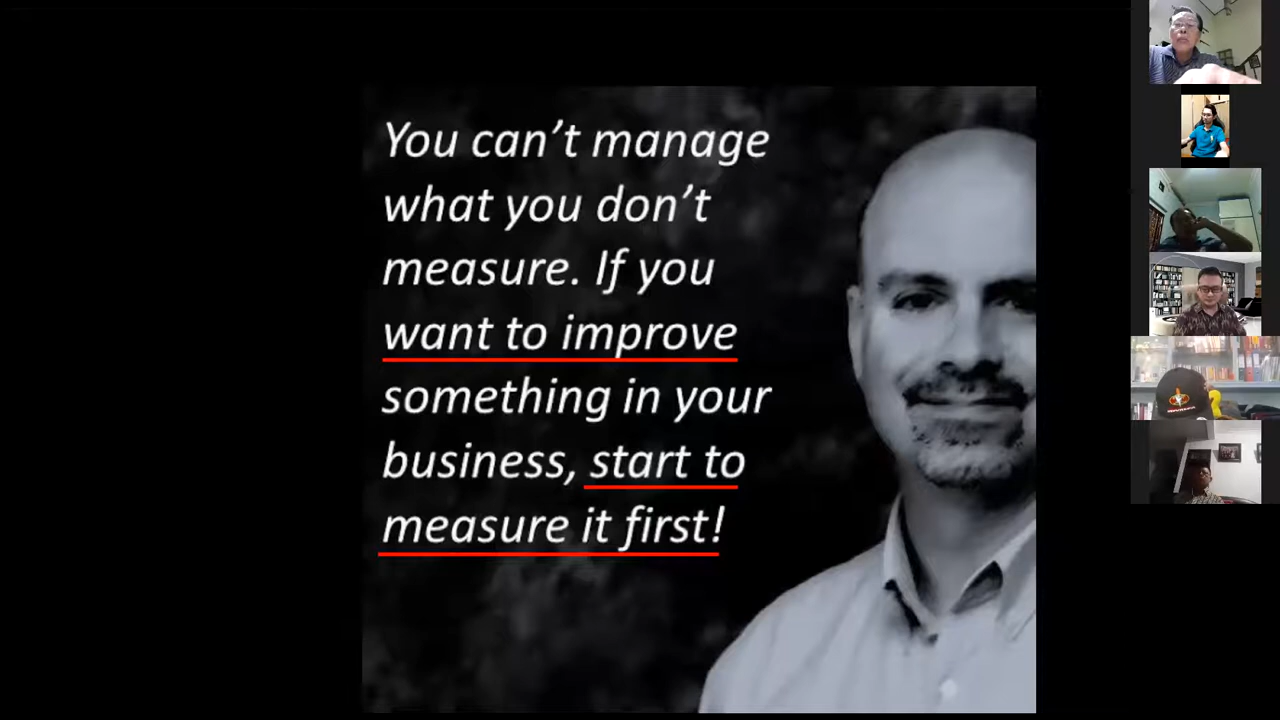 You can’t manage
what you don’t
measure. If you
want to improve
something in your
business, start to
measure it first!